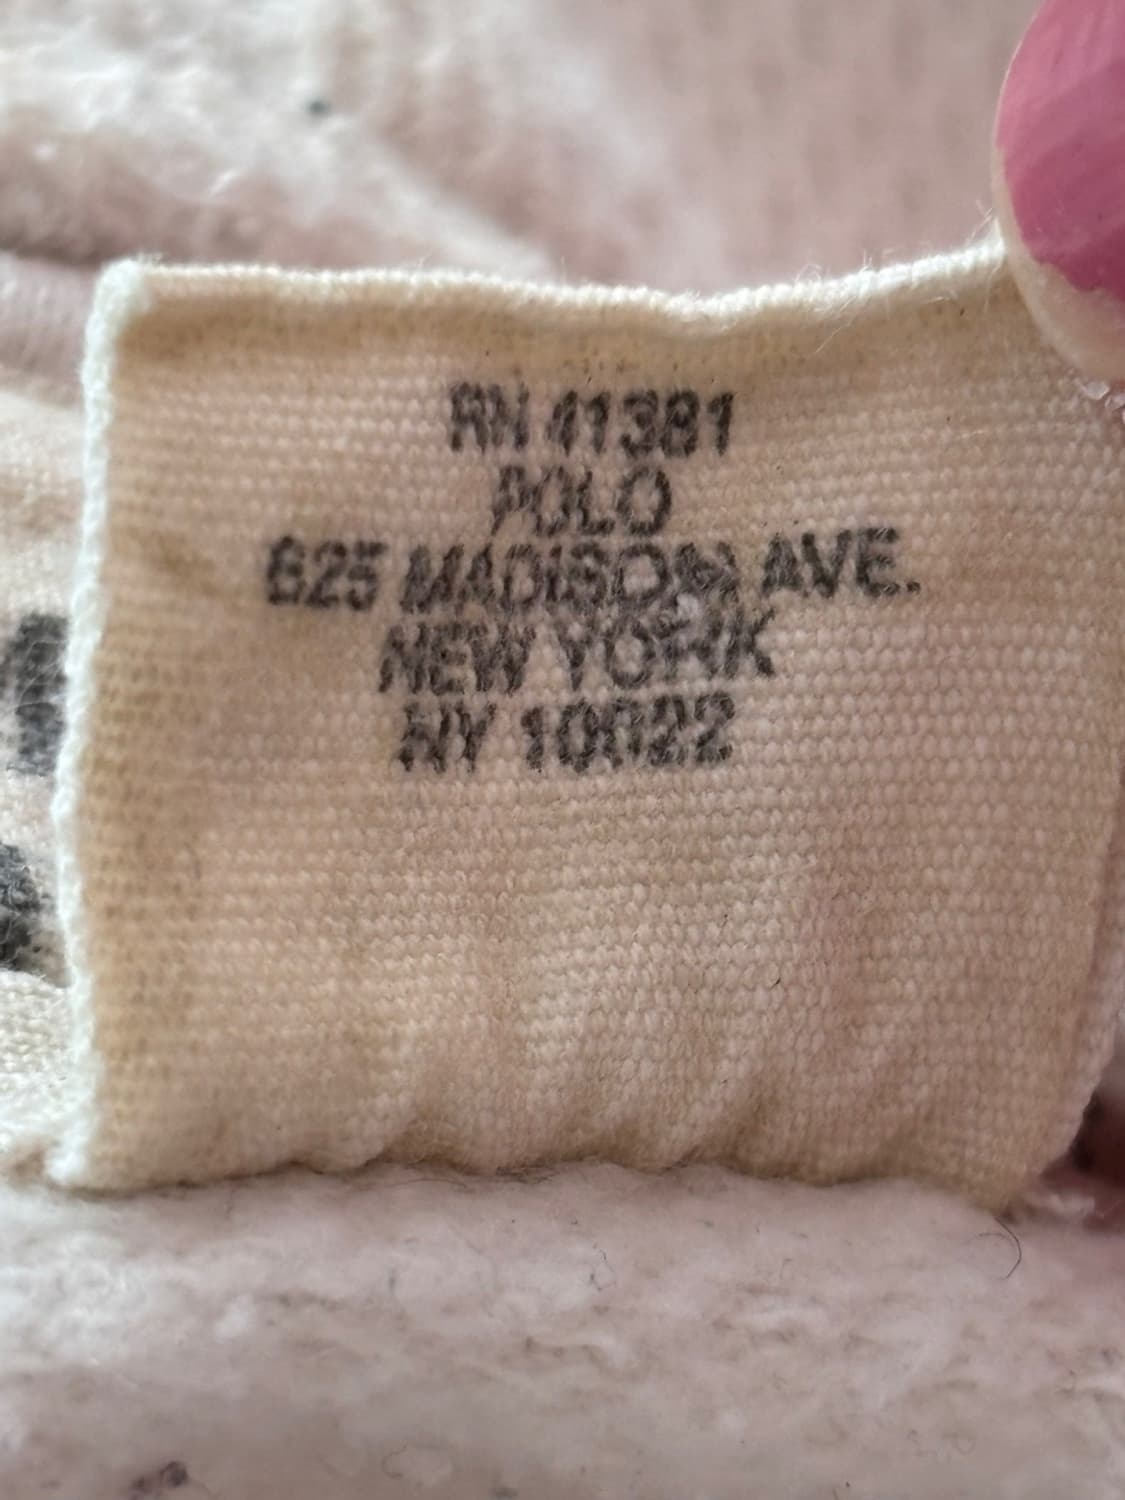 RN 41381
POLO
625 MADISON AVE.
NEW YORK
NY 10022